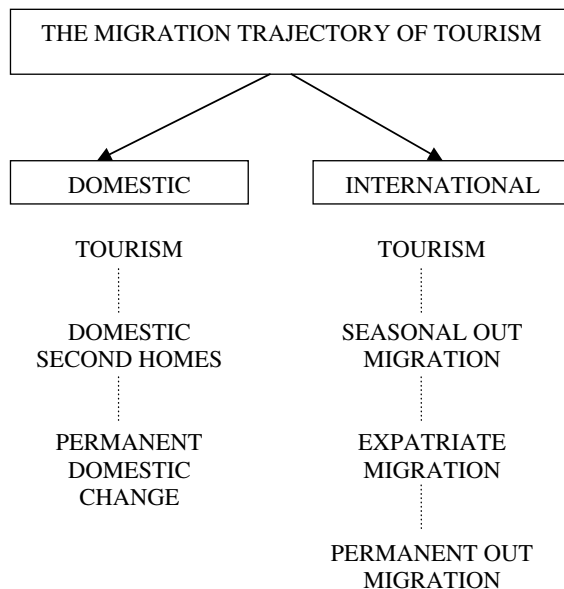 THE MIGRATION TRAJECTORY OF TOURISM
DOMESTIC
TOURISM
DOMESTIC
SECOND HOMES
PERMANENT
DOMESTIC
CHANGE
INTERNATIONAL
TOURISM
SEASONAL OUT
MIGRATION
EXPATRIATE
MIGRATION
PERMANENT OUT
MIGRATION